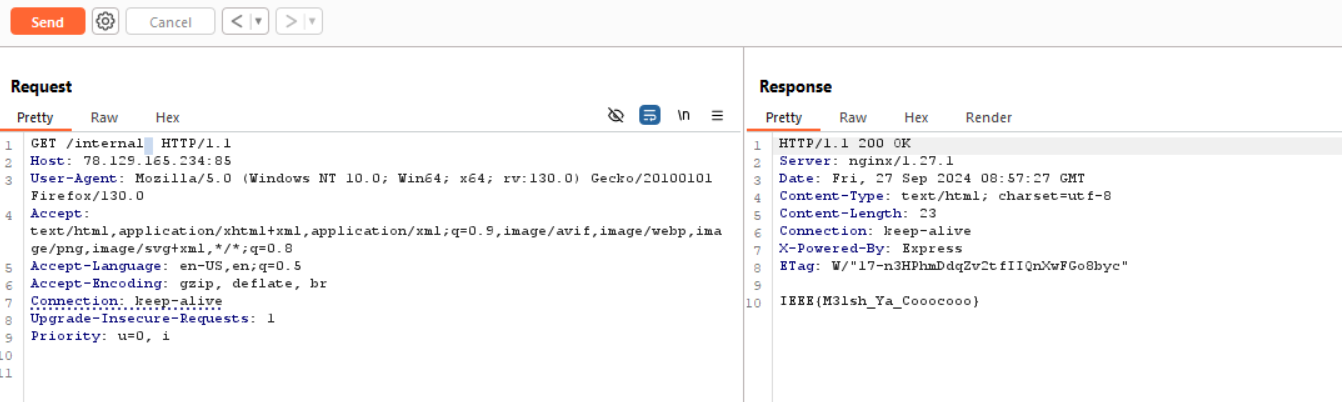 Send Cancel < >
Request
Pretty Raw Hex \n
1 GET /internal HTTP/1.1
2 Host: 78.129.165.234:85
3 User-Agent: Mozilla/5.0 (Windows NT 10.0; Win64; x64; rv:130.0) Gecko/20100101
Firefox/130.0
4 Accept:
text/html,application/xhtml+xml,application/xml;q=0.9,image/avif,image/webp,ima
ge/png,image/svg+xml,*/*;q=0.8
5 Accept-Language: en-US,en;q=0.5
6 Accept-Encoding: gzip, deflate, br
7 Connection: keep-alive
8 Upgrade-Insecure-Requests: 1
9 Priority: u=0, i
10
11
Response
Pretty Raw Hex Render
1 HTTP/1.1 200 OK
2 Server: nginx/1.27.1
3 Date: Fri, 27 Sep 2024 08:57:27 GMT
4 Content-Type: text/html; charset=utf-8
5 Content-Length: 23
6 Connection: keep-alive
7 X-Powered-By: Express
8 ETag: W/"17-n3HPhmDdqZv2tfIIQnXwFGo8byc"
9
10 IEEE{M3lsh_Ya_Cooocooo}